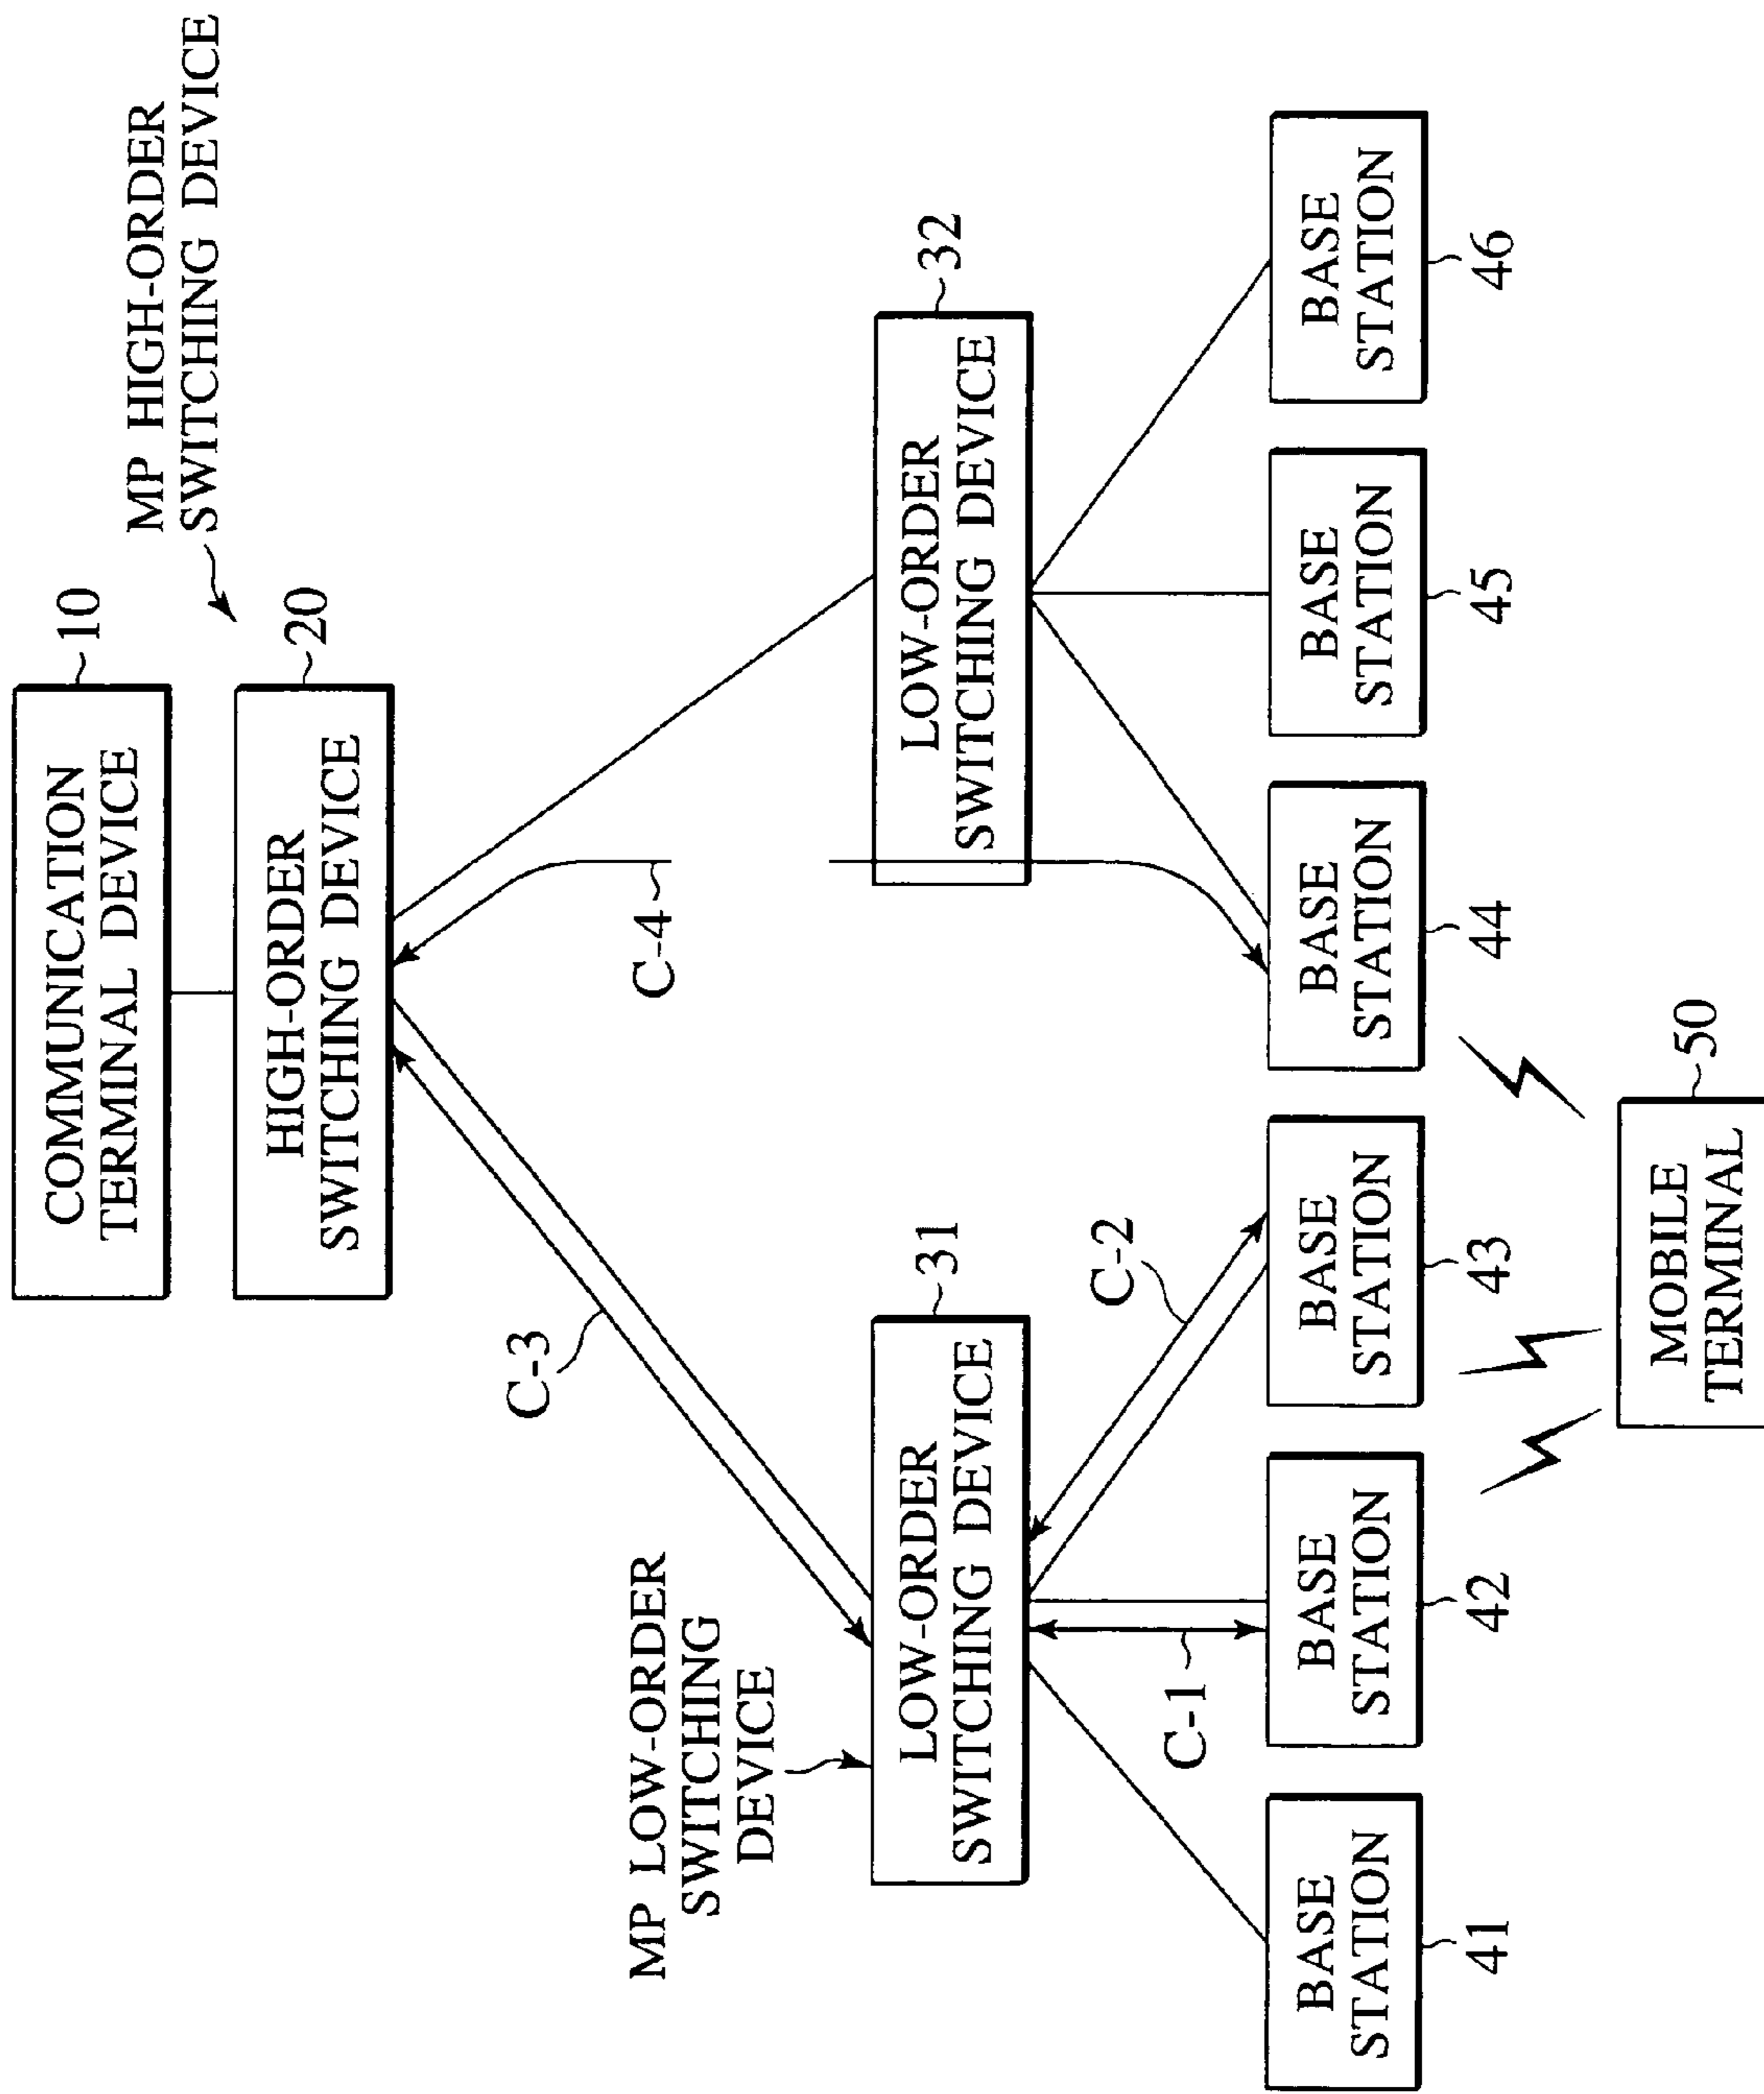 COMMUNICATION
TERMINAL DEVICE
10
MP HIGH-ORDER
SWITCHING DEVICE
HIGH-ORDER
SWITCHING DEVICE
20
C-3
C-4
MP LOW-ORDER
SWITCHING
DEVICE
LOW-ORDER
SWITCHING DEVICE
31
LOW-ORDER
SWITCHING DEVICE
32
C-1
C-2
BASE
STATION
41
BASE
STATION
42
BASE
STATION
43
BASE
STATION
44
BASE
STATION
45
BASE
STATION
46
MOBILE
TERMINAL
50